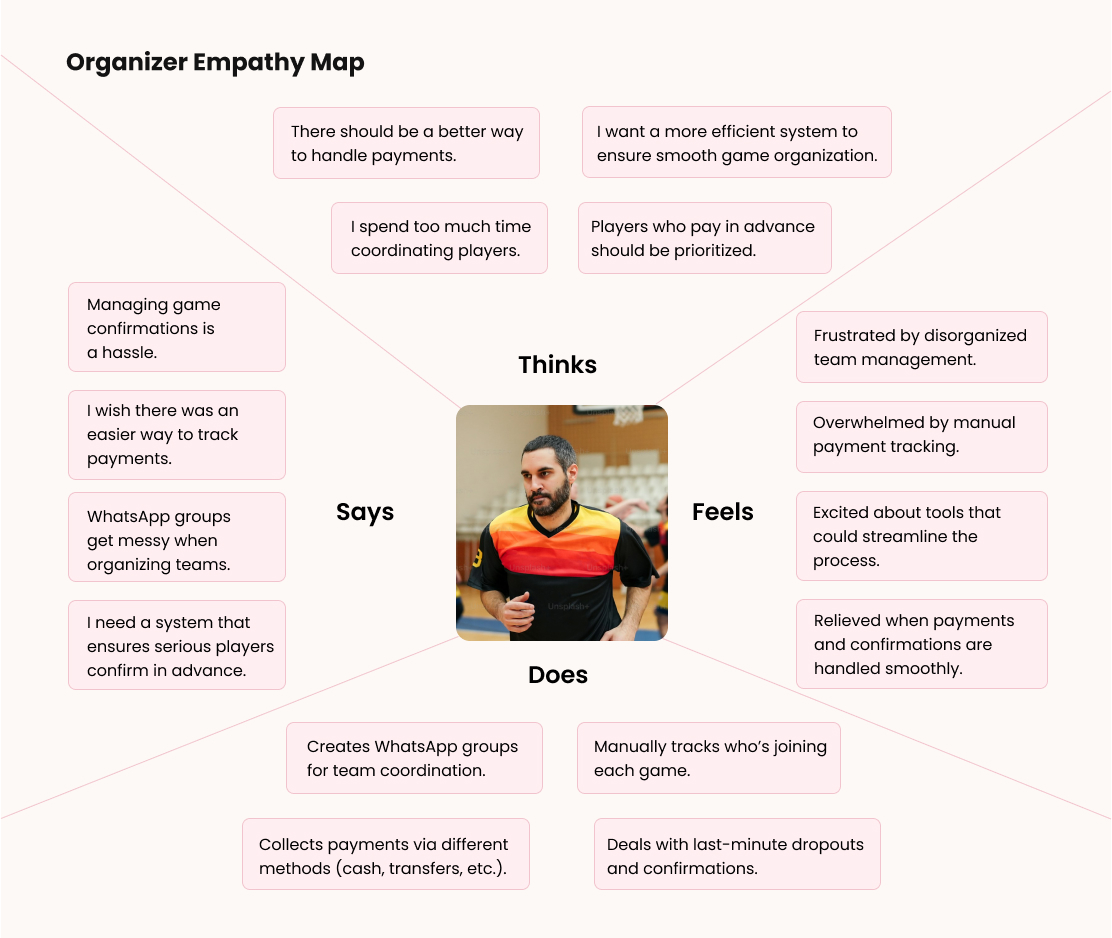 Organizer Empathy Map
There should be a better way
to handle payments.
I want a more efficient system to
ensure smooth game organization.
I spend too much time
coordinating players.
Players who pay in advance
should be prioritized.
Thinks
Managing game
confirmations is
a hassle.
I wish there was an
easier way to track
payments.
WhatsApp groups
get messy when
organizing teams.
I need a system that
ensures serious players
confirm in advance.
Says
Feels
Frustrated by disorganized
team management.
Overwhelmed by manual
payment tracking.
Excited about tools that
could streamline the
process.
Relieved when payments
and confirmations are
handled smoothly.
3
Unsplash+
Does
Creates WhatsApp groups
for team coordination.
Manually tracks who’s joining
each game.
Collects payments via different
methods (cash, transfers, etc.).
Deals with last-minute dropouts
and confirmations.